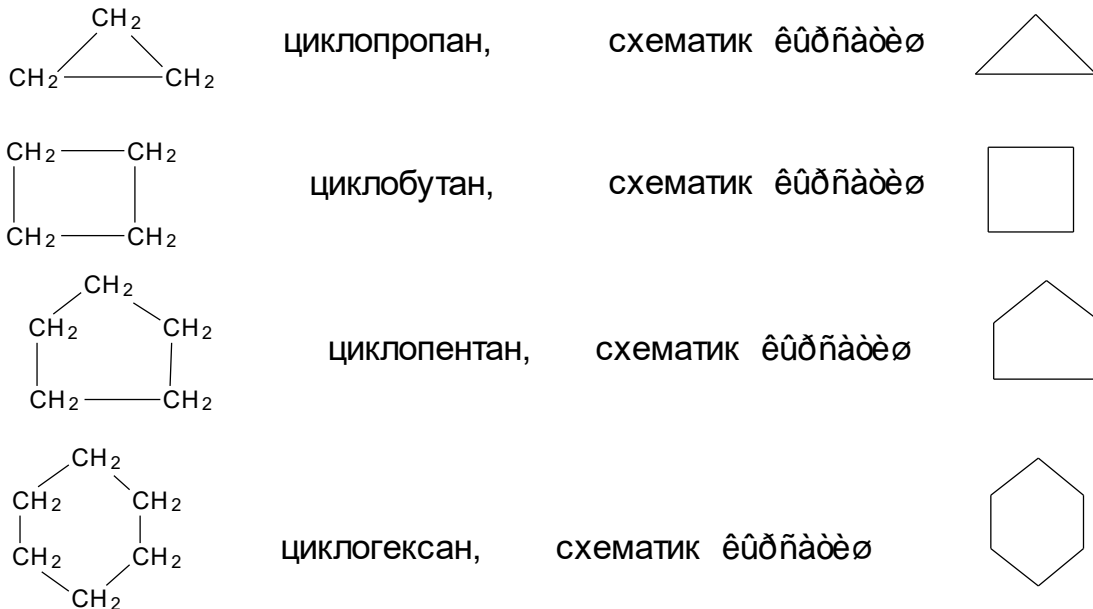 CH2
циклопропан, схематик êûðñàòèø
CH2 CH2
CH2 CH2
циклобутан, схематик êûðñàòèø
CH2 CH2
CH2
CH2 CH2
циклопентан, схематик êûðñàòèø
CH2 CH2
CH2
CH2 CH2
циклогексан, схематик êûðñàòèø
CH2 CH2
CH2